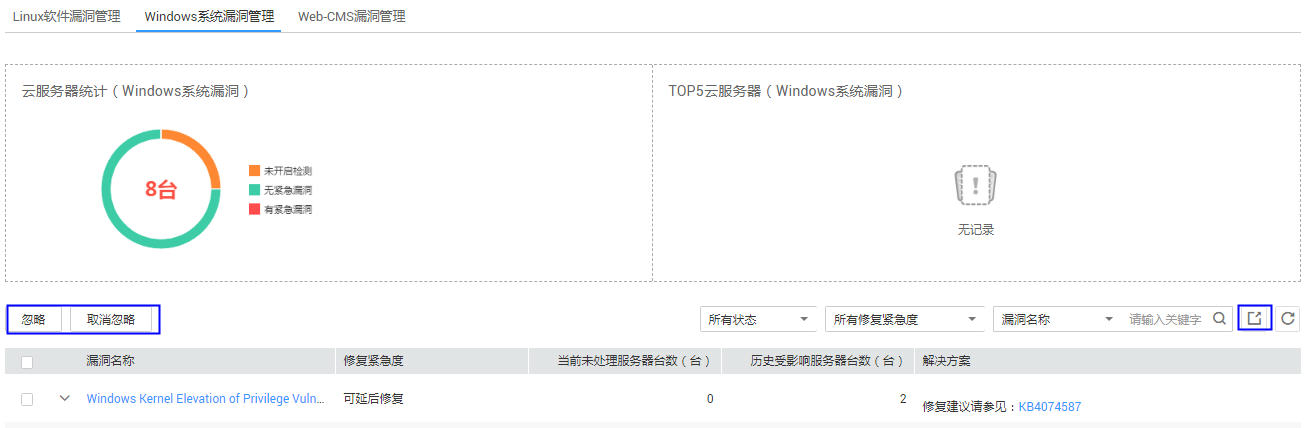 Linux软件漏洞管理 Windows系统漏洞管理 Web-CMS漏洞管理
云服务器统计（Windows系统漏洞） TOP5云服务器（Windows系统漏洞）
8台
未开启检测
无紧急漏洞
有紧急漏洞
无记录
忽略 取消忽略 所有状态 所有修复紧急度 漏洞名称 请输入关键字
漏洞名称 修复紧急度 当前未处理服务器台数（台） 历史受影响服务器台数（台） 解决方案
Windows Kernel Elevation of Privilege Vuln... 可延后修复 0 2 修复建议请参见：KB4074587